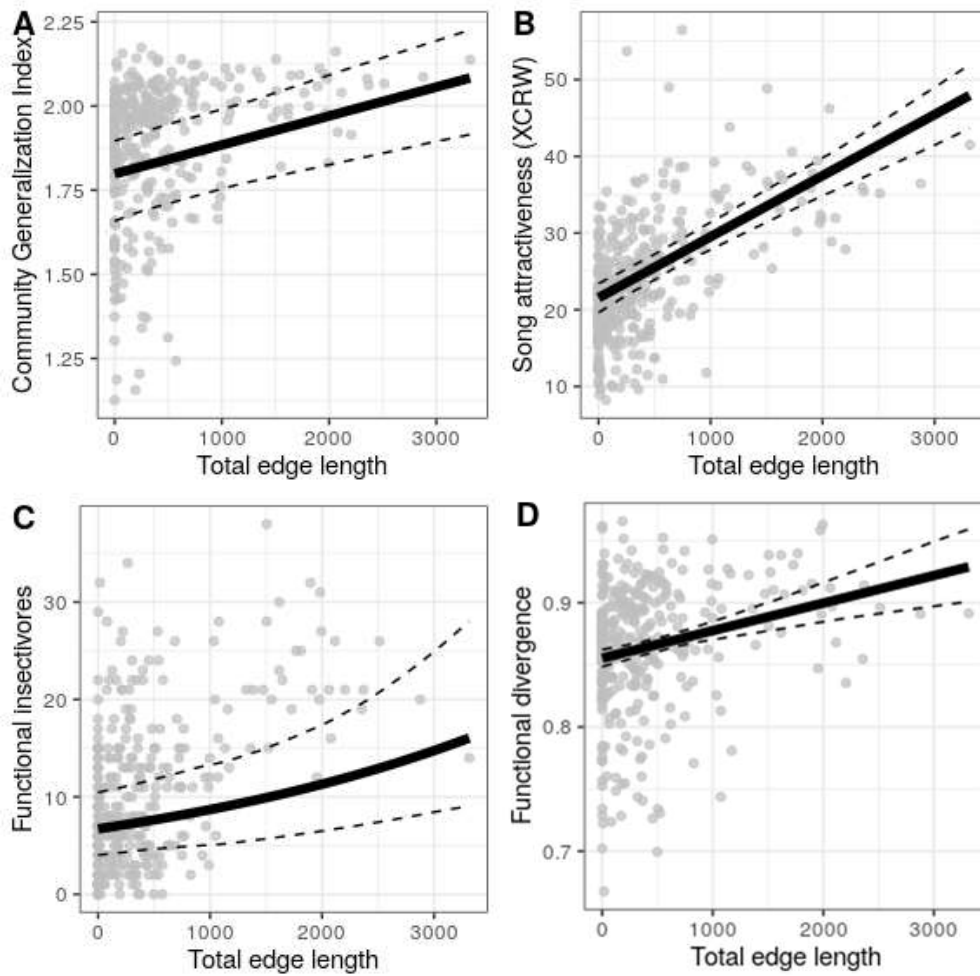 A
Community Generalization Index
2.25
2.00
1.75
1.50
1.25
0 1000 2000 3000
Total edge length
B
Song attractiveness (XCRW)
50
40
30
20
10
0 1000 2000 3000
Total edge length
C
Functional insectivores
30
20
10
0
0 1000 2000 3000
Total edge length
D
Functional divergence
0.9
0.8
0.7
0 1000 2000 3000
Total edge length